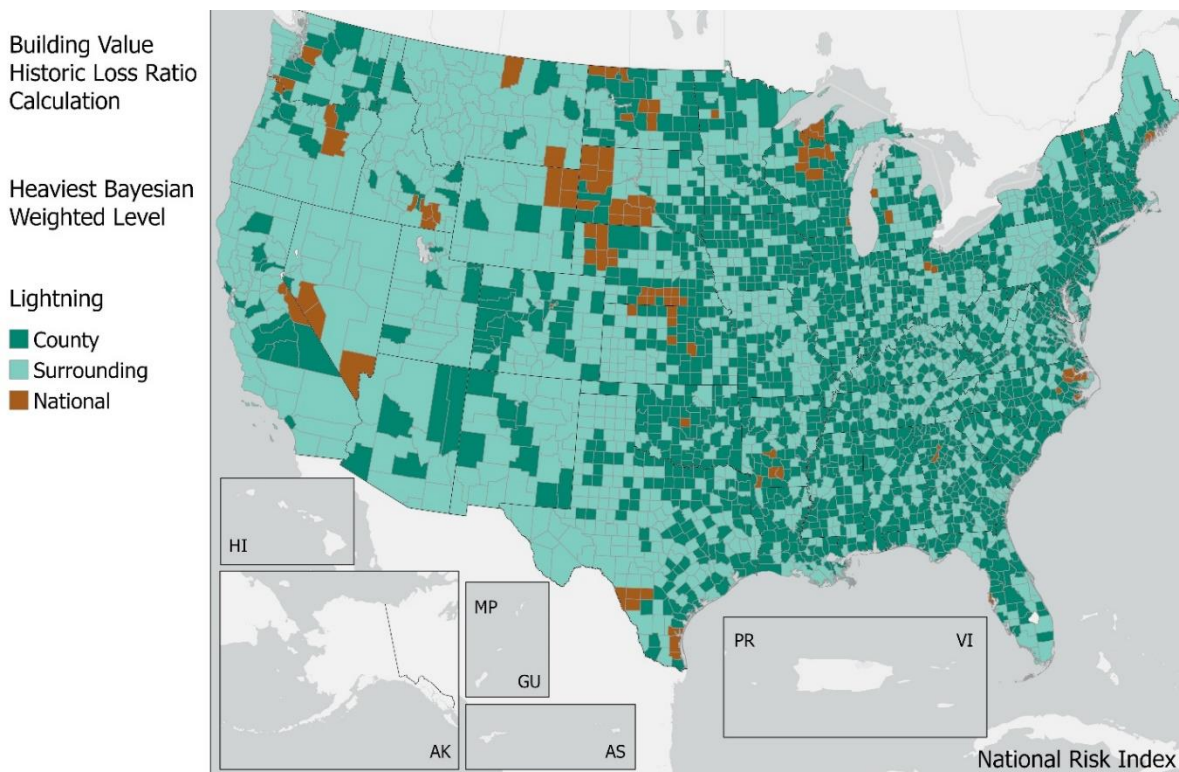 Building Value
Historic Loss Ratio
Calculation
Heaviest Bayesian
Weighted Level
Lightning
County
Surrounding
National
HI
AK
MP
GU
AS
PR
VI
National Risk Index